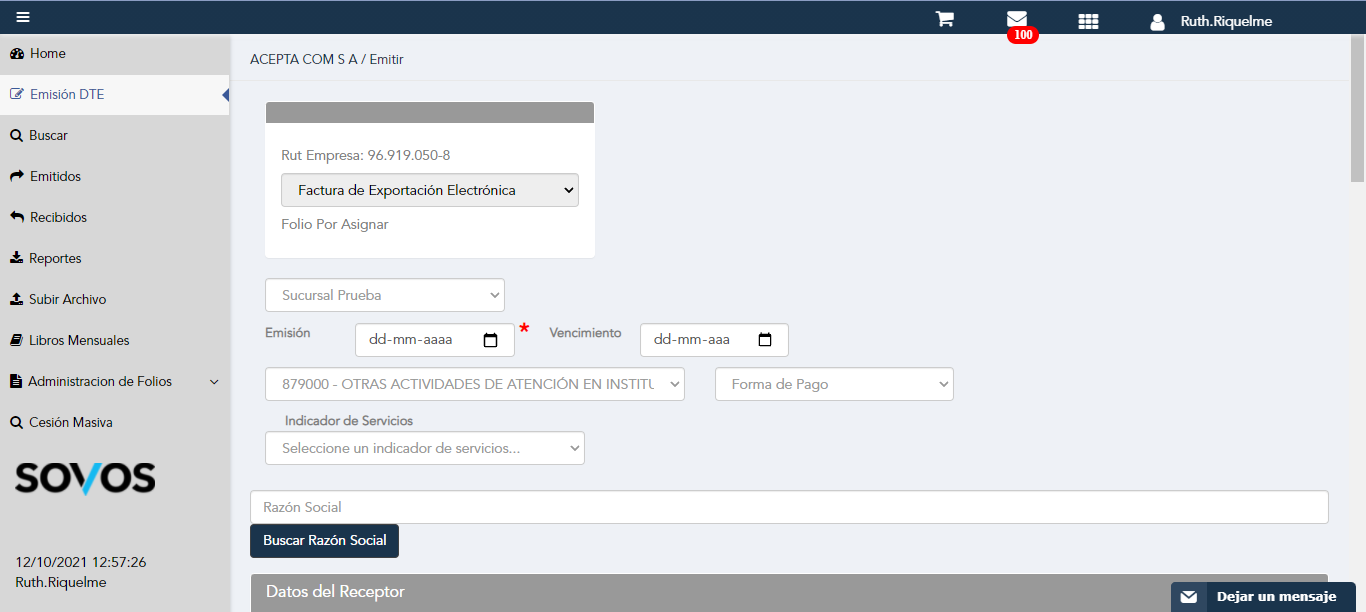 Ruth.Riquelme
100
Home
ACEPTA COM S A / Emitir
Emisión DTE
Buscar
Emitidos
Recibidos
Reportes
Subir Archivo
Libros Mensuales
Administracion de Folios
Cesión Masiva
SOVOS
12/10/2021 12:57:26
Ruth.Riquelme
Rut Empresa: 96.919.050-8
Factura de Exportación Electrónica
Folio Por Asignar
Sucursal Prueba
Emisión dd-mm-aaaa * Vencimiento dd-mm-aaa
879000 - OTRAS ACTIVIDADES DE ATENCIÓN EN INSTITU Forma de Pago
Indicador de Servicios
Seleccione un indicador de servicios...
Razón Social
Buscar Razón Social
Datos del Receptor
Dejar un mensaje